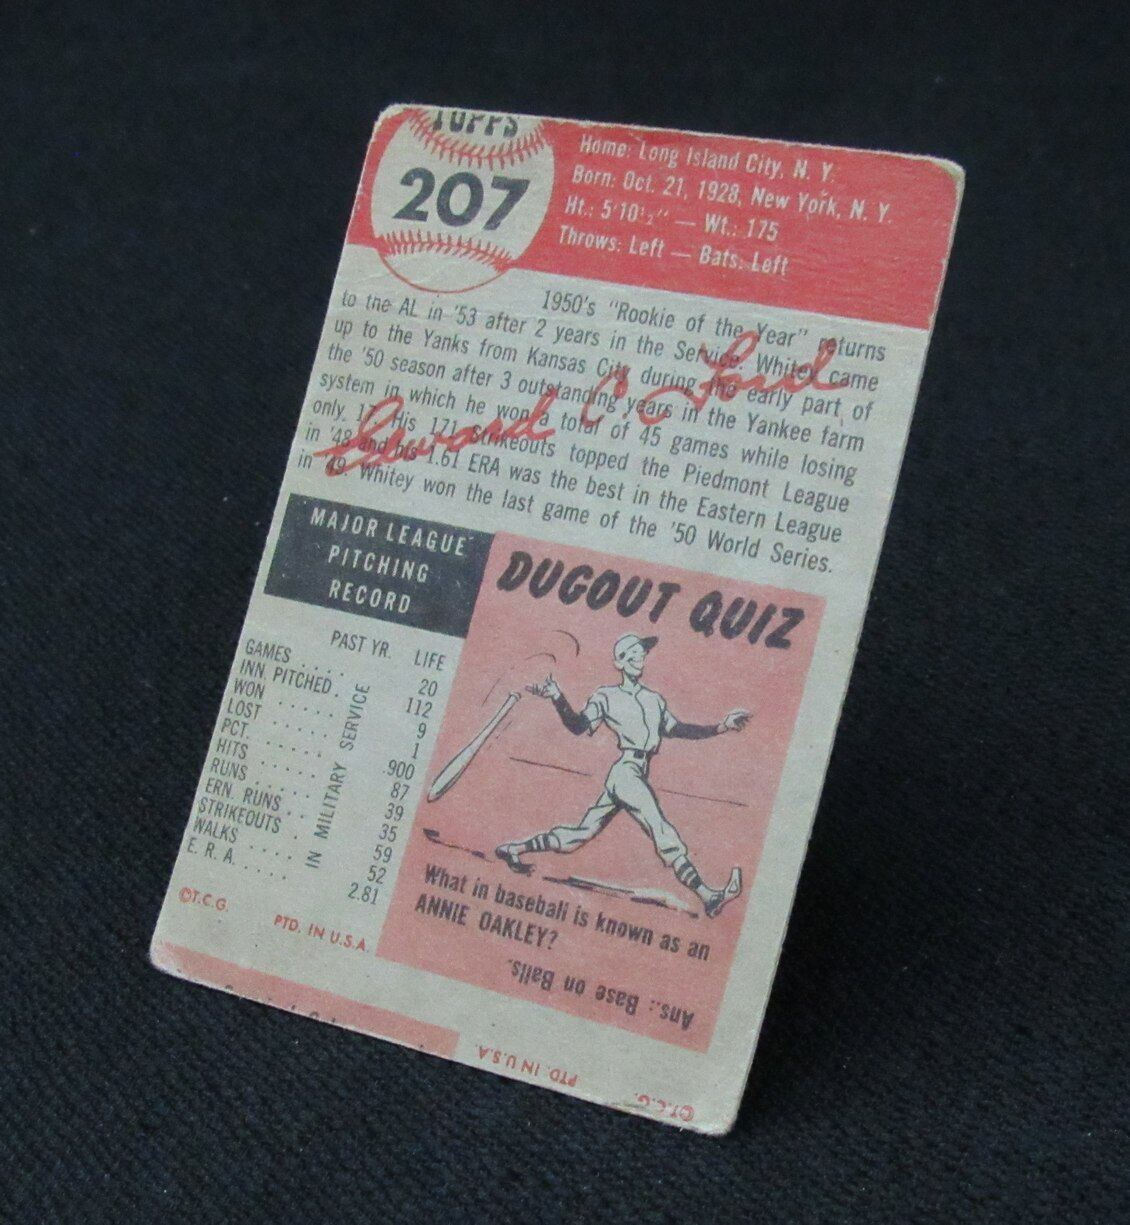 TOPPS
207
Home: Long Island City, N. Y.
Born: Oct. 21, 1928, New York, N. Y.
Ht.: 5'10½" — Wt.: 175
Throws: Left — Bats: Left
1950's "Rookie of the Year" returns
to the AL in '53 after 2 years in the Service. Whitey came
up to the Yanks from Kansas City during the early part of
the '50 season after 3 outstanding years in the Yankee farm
system in which he won a total of 45 games while losing
only. His 171 strikeouts topped the Piedmont League
in '48 and his 1.61 ERA was the best in the Eastern League
in '49. Whitey won the last game of the '50 World Series.
Edward C. Ford
MAJOR LEAGUE
PITCHING
RECORD
PAST YR. LIFE
GAMES . . . 20
INN. PITCHED . 112
WON . . . . . 9
LOST . . . . . . 1
PCT. . . . . . . .900
HITS . . . . . . 87
RUNS . . . . . . 39
ERN. RUNS . . . 35
STRIKEOUTS . . 59
WALKS . . . . 52
E. R. A. . . . . . 2.81
IN MILITARY SERVICE
©T.C.G. PTD. IN U.S.A.
DUGOUT QUIZ
What in baseball is known as an
ANNIE OAKLEY?
Ans.: Base on Balls.
©T.C.G. PTD. IN U.S.A.